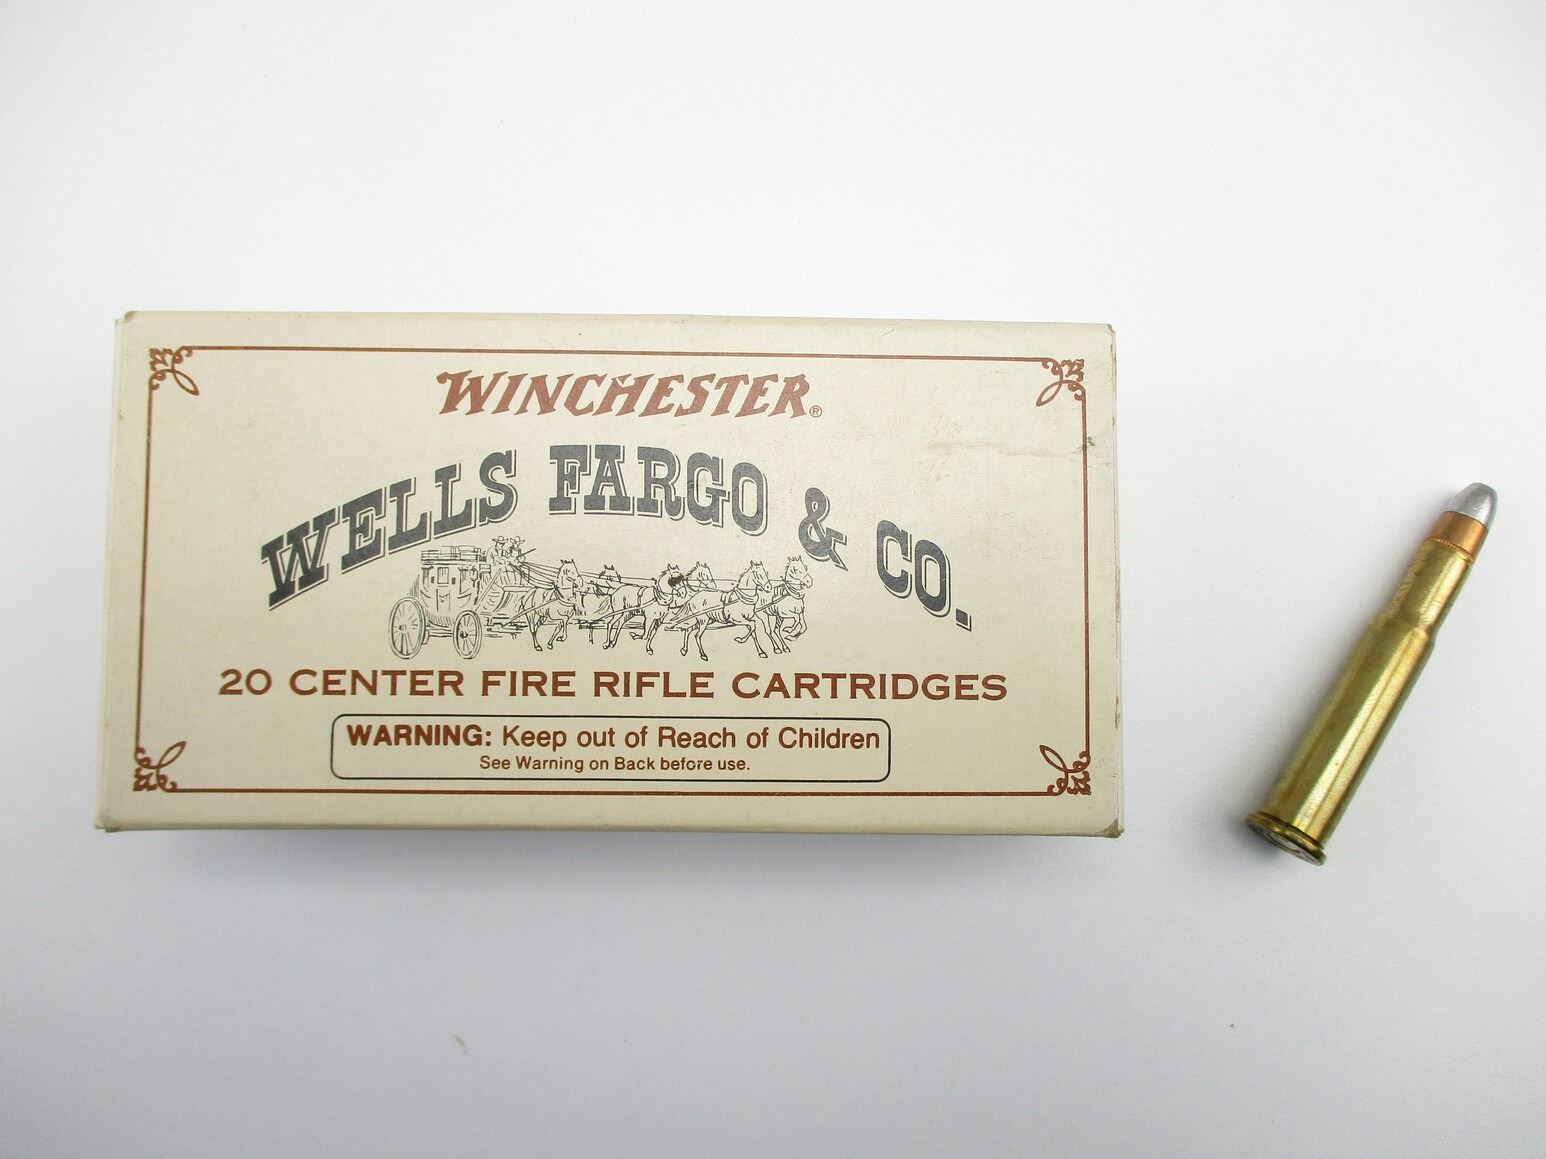 WINCHESTER®
WELLS FARGO & CO.
20 CENTER FIRE RIFLE CARTRIDGES
WARNING: Keep out of Reach of Children
See Warning on Back before use.